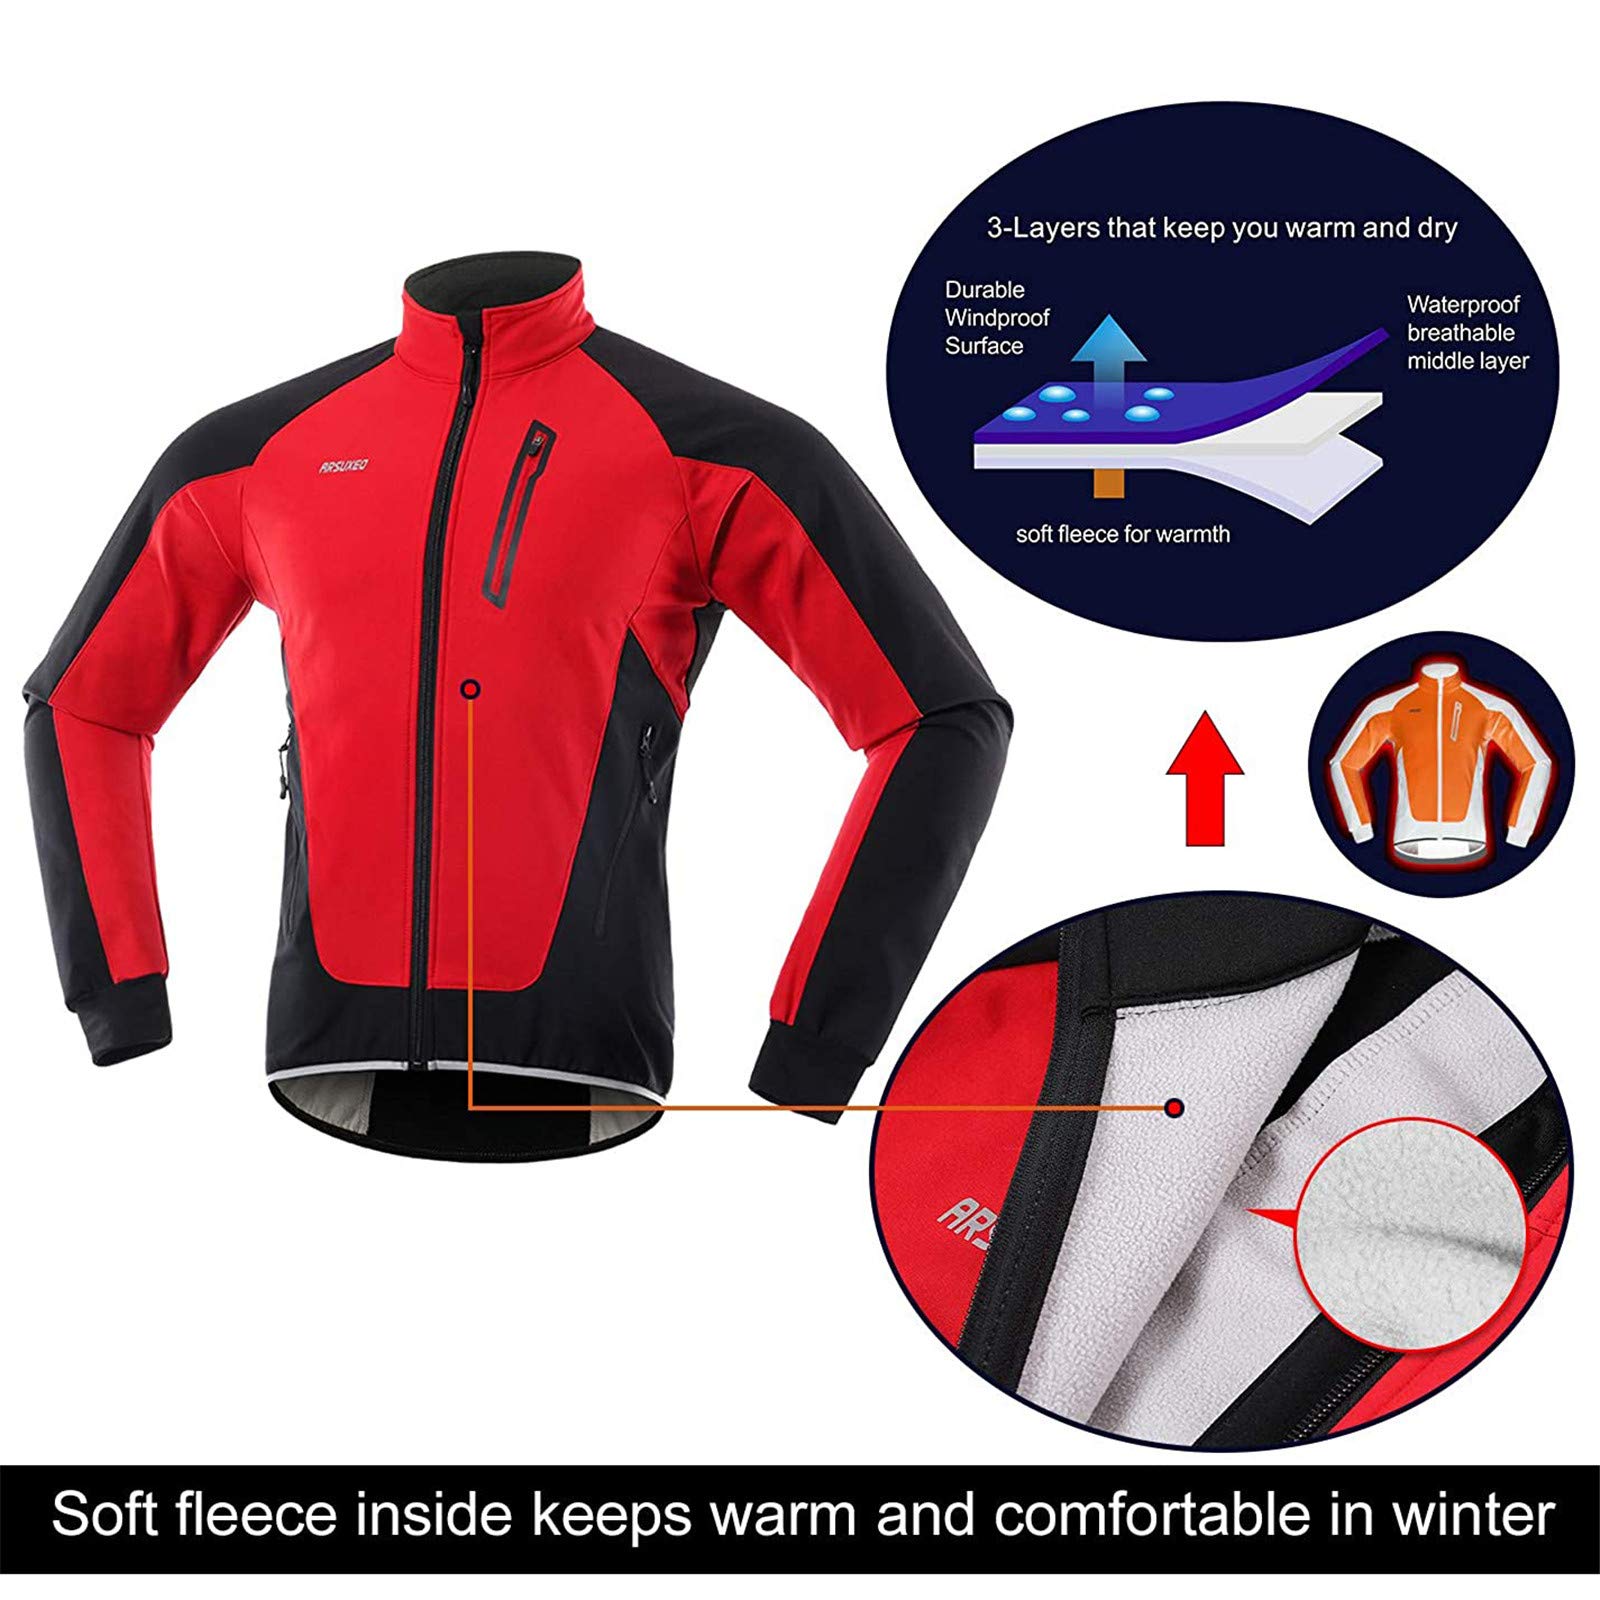 3-Layers that keep you warm and dry
Durable
Windproof
Surface
Waterproof
breathable
middle layer
soft fleece for warmth
ARSUXEO
ARS
Soft fleece inside keeps warm and comfortable in winter